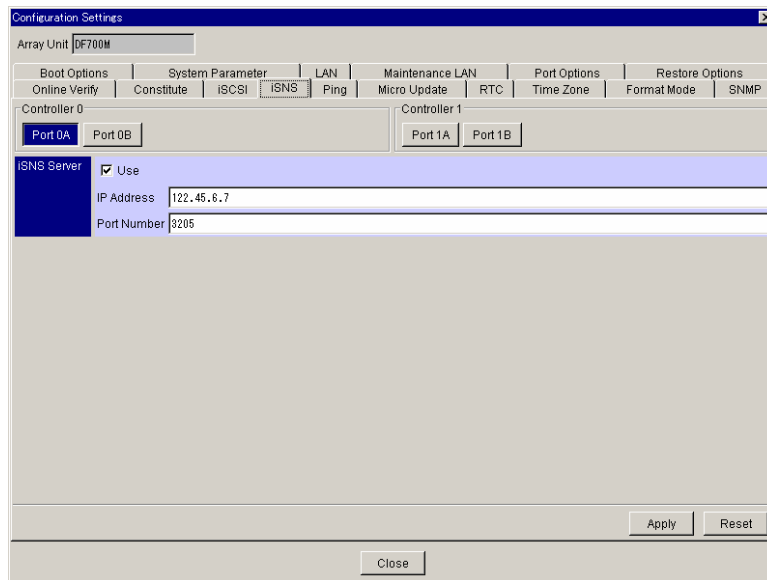 Configuration Settings
Array Unit DF700M
Boot Options System Parameter LAN Maintenance LAN Port Options Restore Options
Online Verify Constitute iSCSI iSNS Ping Micro Update RTC Time Zone Format Mode SNMP
Controller 0 Controller 1
Port 0A Port 0B Port 1A Port 1B
iSNS Server Use
IP Address 122.45.6.7
Port Number 3205
Apply Reset
Close